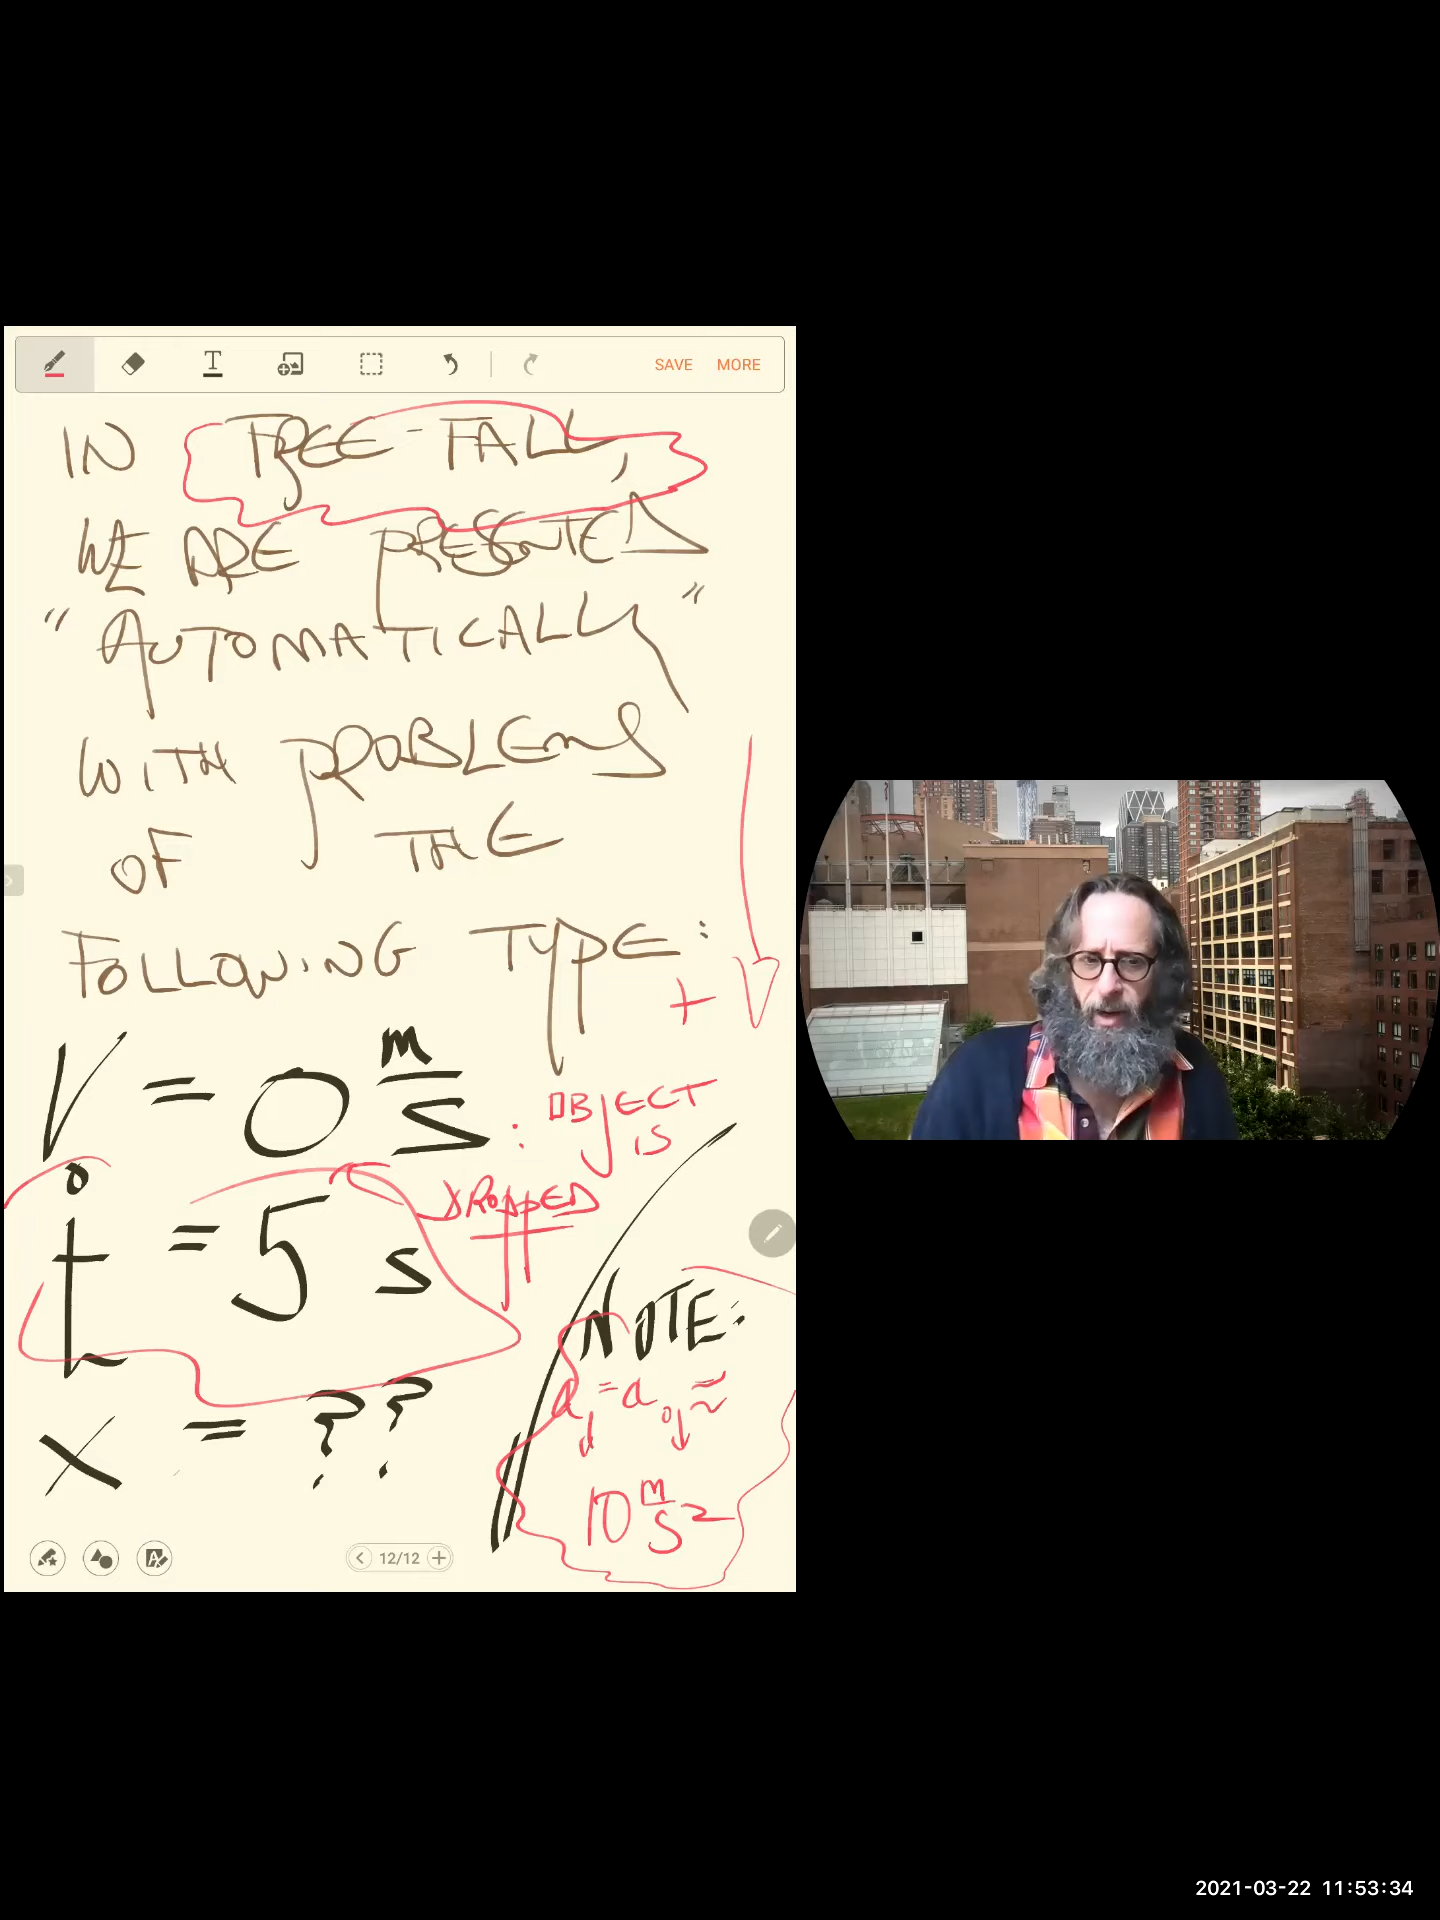 T SAVE MORE
IN FREE-FALL,
WE ARE PRESENTED
"AUTOMATICALLY"
WITH PROBLEMS
OF THE
FOLLOWING TYPE:
+
V₀ = 0 m/s : OBJECT
IS
DROPPED
t = 5 s
x = ??
NOTE:
a↓ = a₀↓ ≈
10 m/s²
12/12
2021-03-22 11:53:34